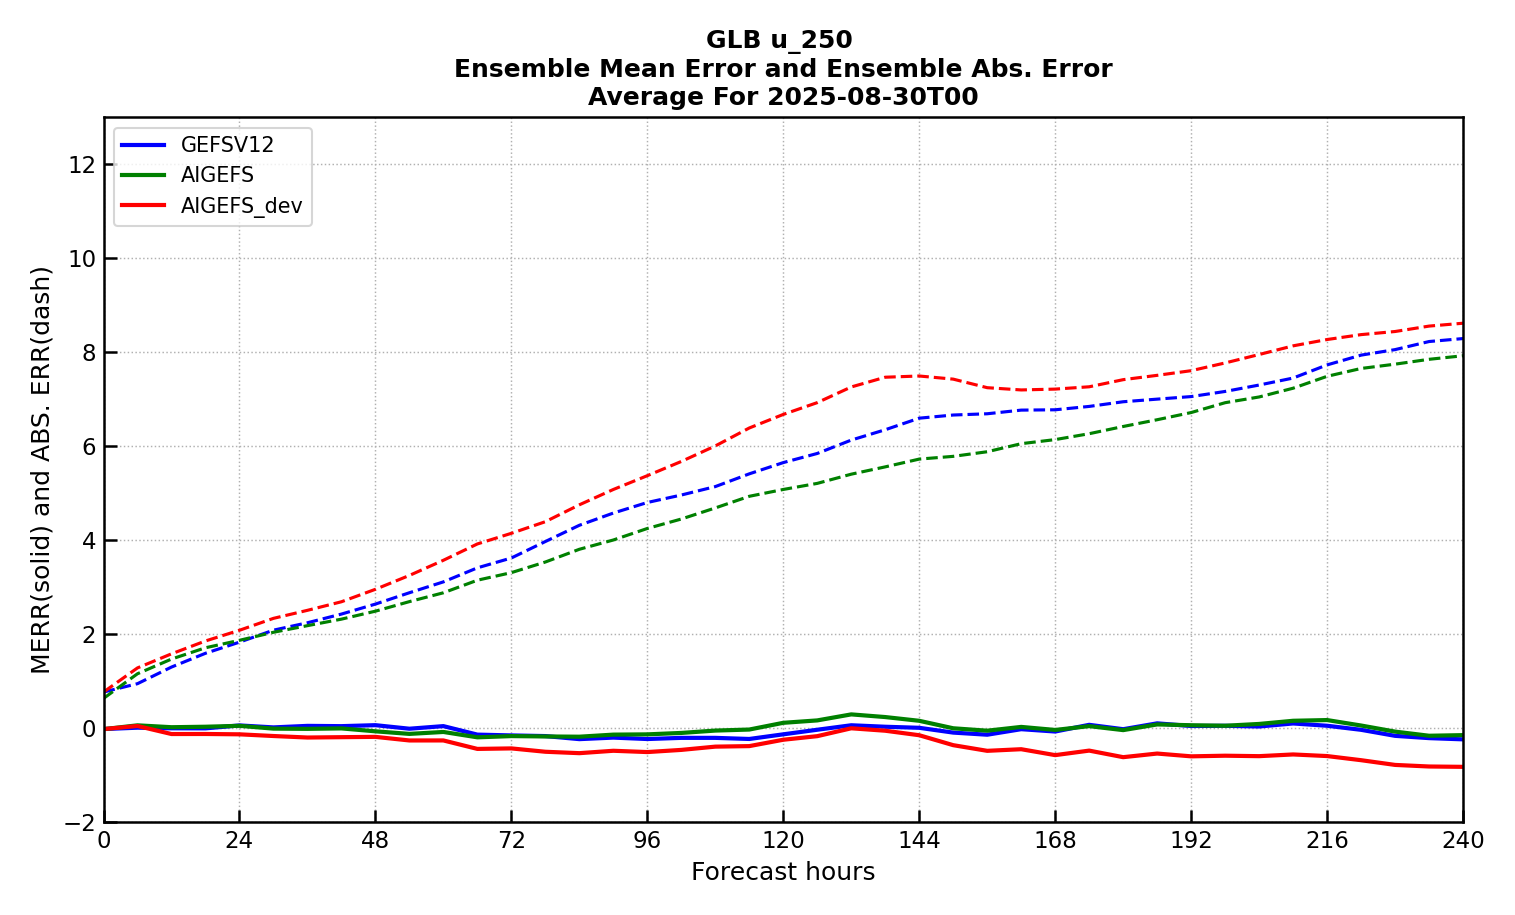 GLB u_250
Ensemble Mean Error and Ensemble Abs. Error
Average For 2025-08-30T00
GEFSV12
AIGEFS
AIGEFS_dev
MERR(solid) and ABS. ERR(dash)
12
10
8
6
4
2
0
−2
0 24 48 72 96 120 144 168 192 216 240
Forecast hours